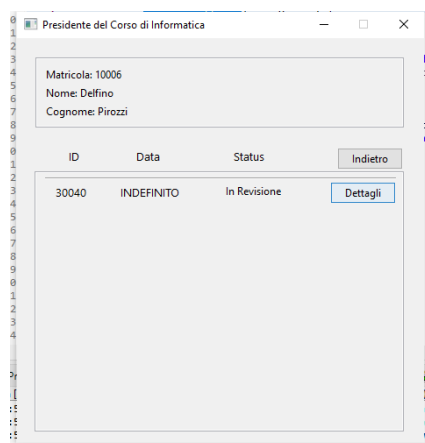 Presidente del Corso di Informatica
Matricola: 10006
Nome: Delfino
Cognome: Pirozzi
ID Data Status Indietro
30040 INDEFINITO In Revisione Dettagli